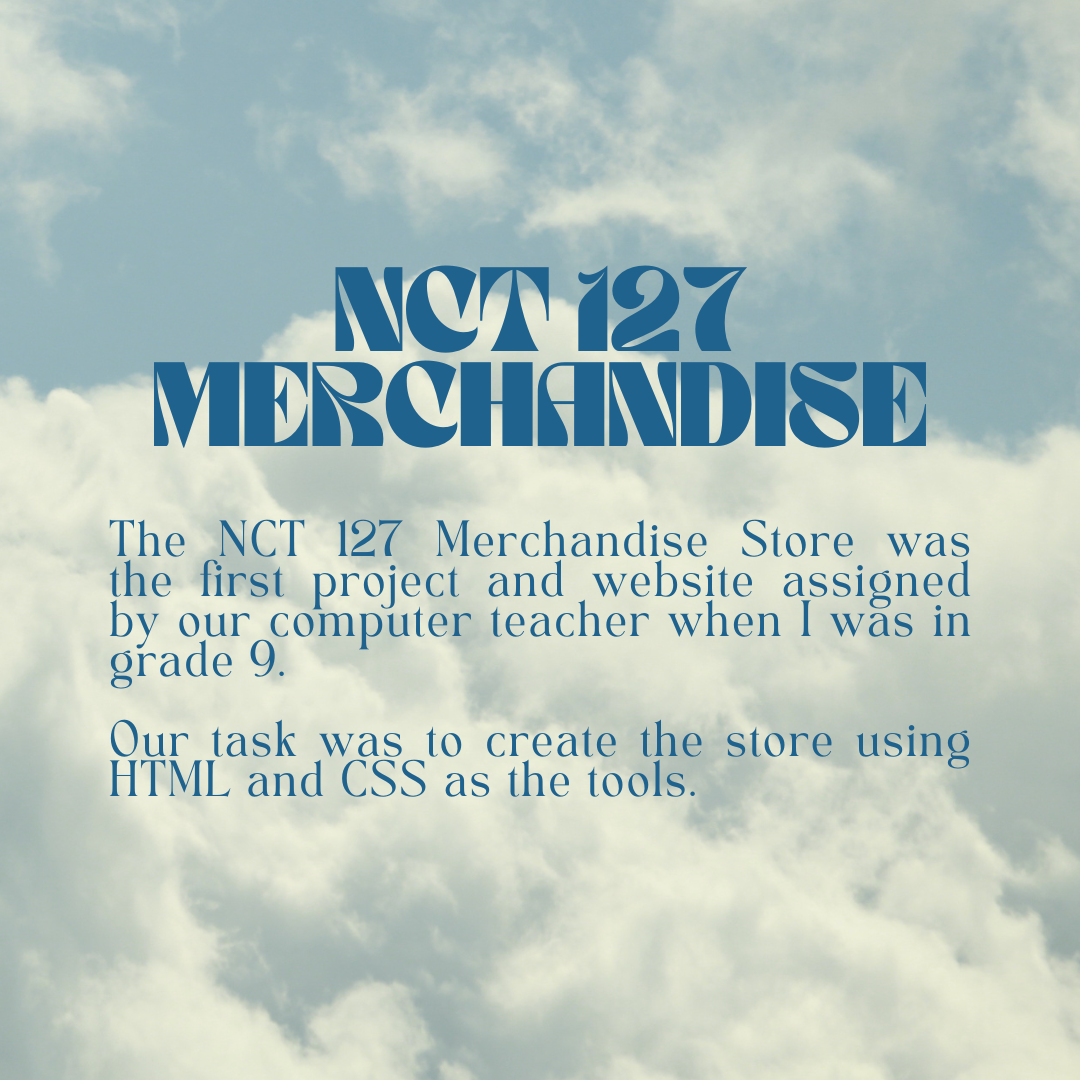 NCT 127
MERCHANDISE
The NCT 127 Merchandise Store was
the first project and website assigned
by our computer teacher when I was in
grade 9.
Our task was to create the store using
HTML and CSS as the tools.